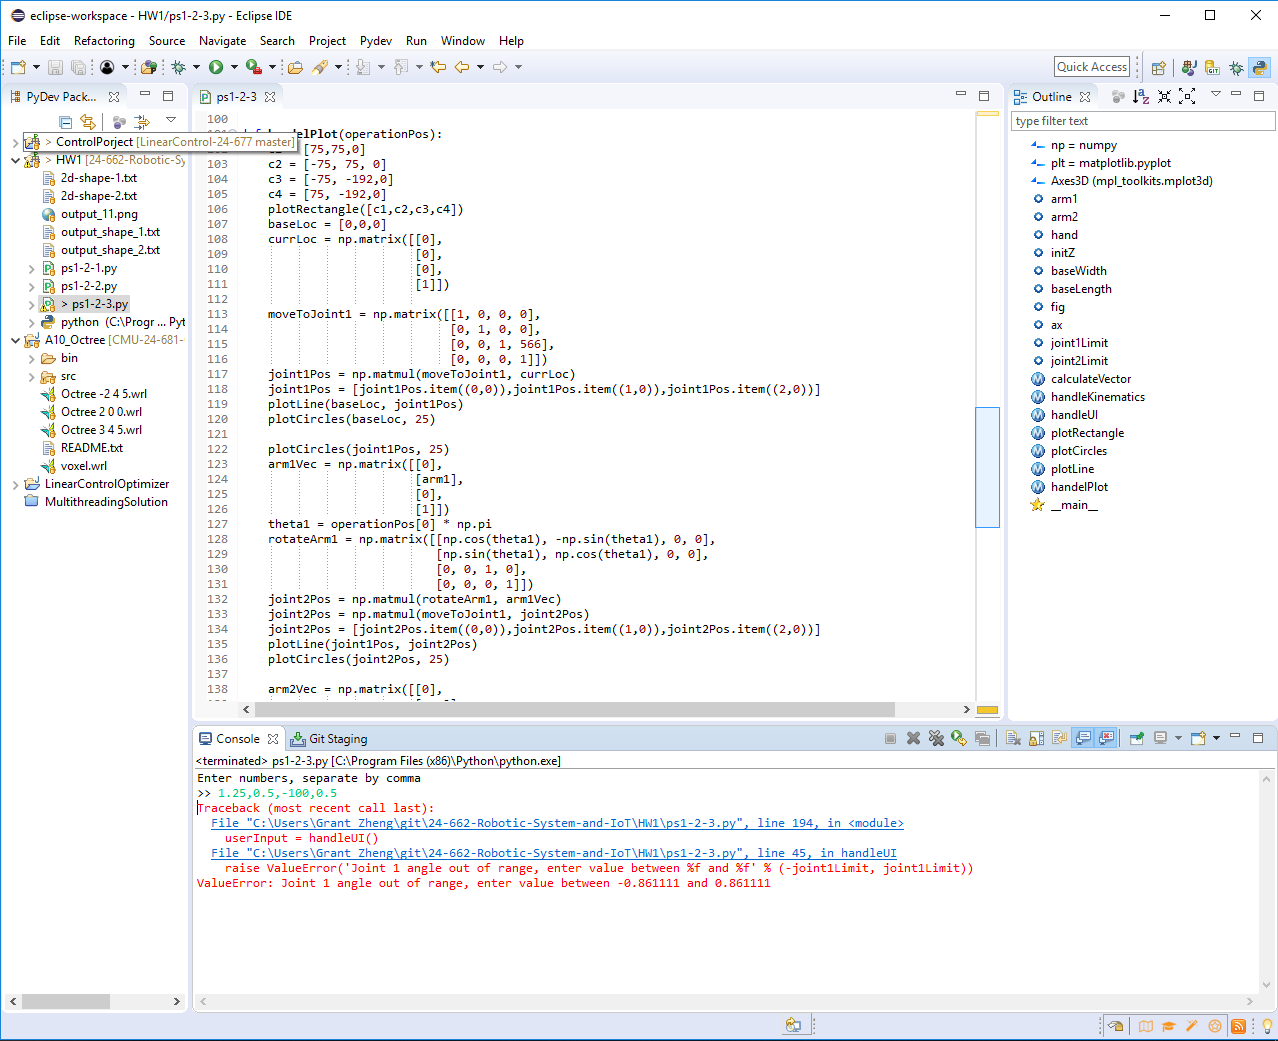 eclipse-workspace - HW1/ps1-2-3.py - Eclipse IDE
File Edit Refactoring Source Navigate Search Project Pydev Run Window Help
Quick Access
PyDev Pack...
> ControlPorject [LinearControl-24-677 master]
> HW1 [24-662-Robotic-Sy
2d-shape-1.txt
2d-shape-2.txt
output_11.png
output_shape_1.txt
output_shape_2.txt
ps1-2-1.py
ps1-2-2.py
> ps1-2-3.py
python (C:\Progr ... Pyt
A10_Octree [CMU-24-681-
bin
src
Octree -2 4 5.wrl
Octree 2 0 0.wrl
Octree 3 4 5.wrl
README.txt
voxel.wrl
LinearControlOptimizer
MultithreadingSolution
ps1-2-3
100
delPlot(operationPos):
[75,75,0]
103 c2 = [-75, 75, 0]
104 c3 = [-75, -192,0]
105 c4 = [75, -192,0]
106 plotRectangle([c1,c2,c3,c4])
107 baseLoc = [0,0,0]
108 currLoc = np.matrix([[0],
109 [0],
110 [0],
111 [1]])
112
113 moveToJoint1 = np.matrix([[1, 0, 0, 0],
114 [0, 1, 0, 0],
115 [0, 0, 1, 566],
116 [0, 0, 0, 1]])
117 joint1Pos = np.matmul(moveToJoint1, currLoc)
118 joint1Pos = [joint1Pos.item((0,0)),joint1Pos.item((1,0)),joint1Pos.item((2,0))]
119 plotLine(baseLoc, joint1Pos)
120 plotCircles(baseLoc, 25)
121
122 plotCircles(joint1Pos, 25)
123 arm1Vec = np.matrix([[0],
124 [arm1],
125 [0],
126 [1]])
127 theta1 = operationPos[0] * np.pi
128 rotateArm1 = np.matrix([[np.cos(theta1), -np.sin(theta1), 0, 0],
129 [np.sin(theta1), np.cos(theta1), 0, 0],
130 [0, 0, 1, 0],
131 [0, 0, 0, 1]])
132 joint2Pos = np.matmul(rotateArm1, arm1Vec)
133 joint2Pos = np.matmul(moveToJoint1, joint2Pos)
134 joint2Pos = [joint2Pos.item((0,0)),joint2Pos.item((1,0)),joint2Pos.item((2,0))]
135 plotLine(joint1Pos, joint2Pos)
136 plotCircles(joint2Pos, 25)
137
138 arm2Vec = np.matrix([[0],
Outline
type filter text
np = numpy
plt = matplotlib.pyplot
Axes3D (mpl_toolkits.mplot3d)
arm1
arm2
hand
initZ
baseWidth
baseLength
fig
ax
joint1Limit
joint2Limit
calculateVector
handleKinematics
handleUI
plotRectangle
plotCircles
plotLine
handelPlot
__main__
Console Git Staging
<terminated> ps1-2-3.py [C:\Program Files (x86)\Python\python.exe]
Enter numbers, separate by comma
>> 1.25,0.5,-100,0.5
Traceback (most recent call last):
File "C:\Users\Grant Zheng\git\24-662-Robotic-System-and-IoT\HW1\ps1-2-3.py", line 194, in <module>
userInput = handleUI()
File "C:\Users\Grant Zheng\git\24-662-Robotic-System-and-IoT\HW1\ps1-2-3.py", line 45, in handleUI
raise ValueError('Joint 1 angle out of range, enter value between %f and %f' % (-joint1Limit, joint1Limit))
ValueError: Joint 1 angle out of range, enter value between -0.861111 and 0.861111